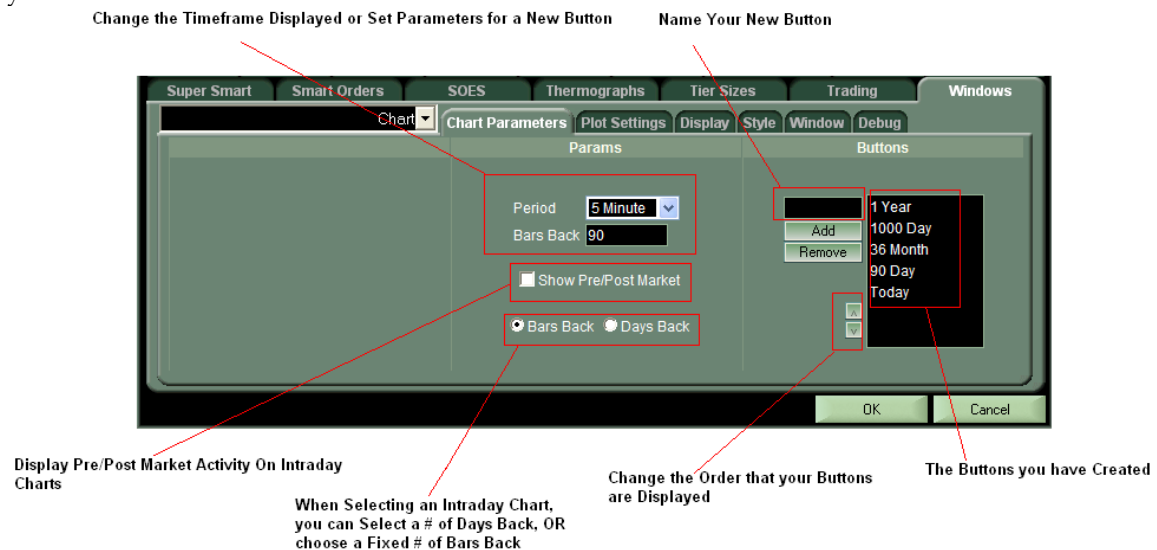 Change the Timeframe Displayed or Set Parameters for a New Button
Name Your New Button
Super Smart
Smart Orders
SOES
Thermographs
Tier Sizes
Trading
Windows
Chart
Chart Parameters
Plot Settings
Display
Style
Window
Debug
Params
Buttons
Period
5 Minute
Bars Back
90
Show Pre/Post Market
Bars Back
Days Back
Add
Remove
1 Year
1000 Day
36 Month
90 Day
Today
OK
Cancel
Display Pre/Post Market Activity On Intraday
Charts
When Selecting an Intraday Chart,
you can Select a # of Days Back, OR
choose a Fixed # of Bars Back
Change the Order that your Buttons
are Displayed
The Buttons you have Created